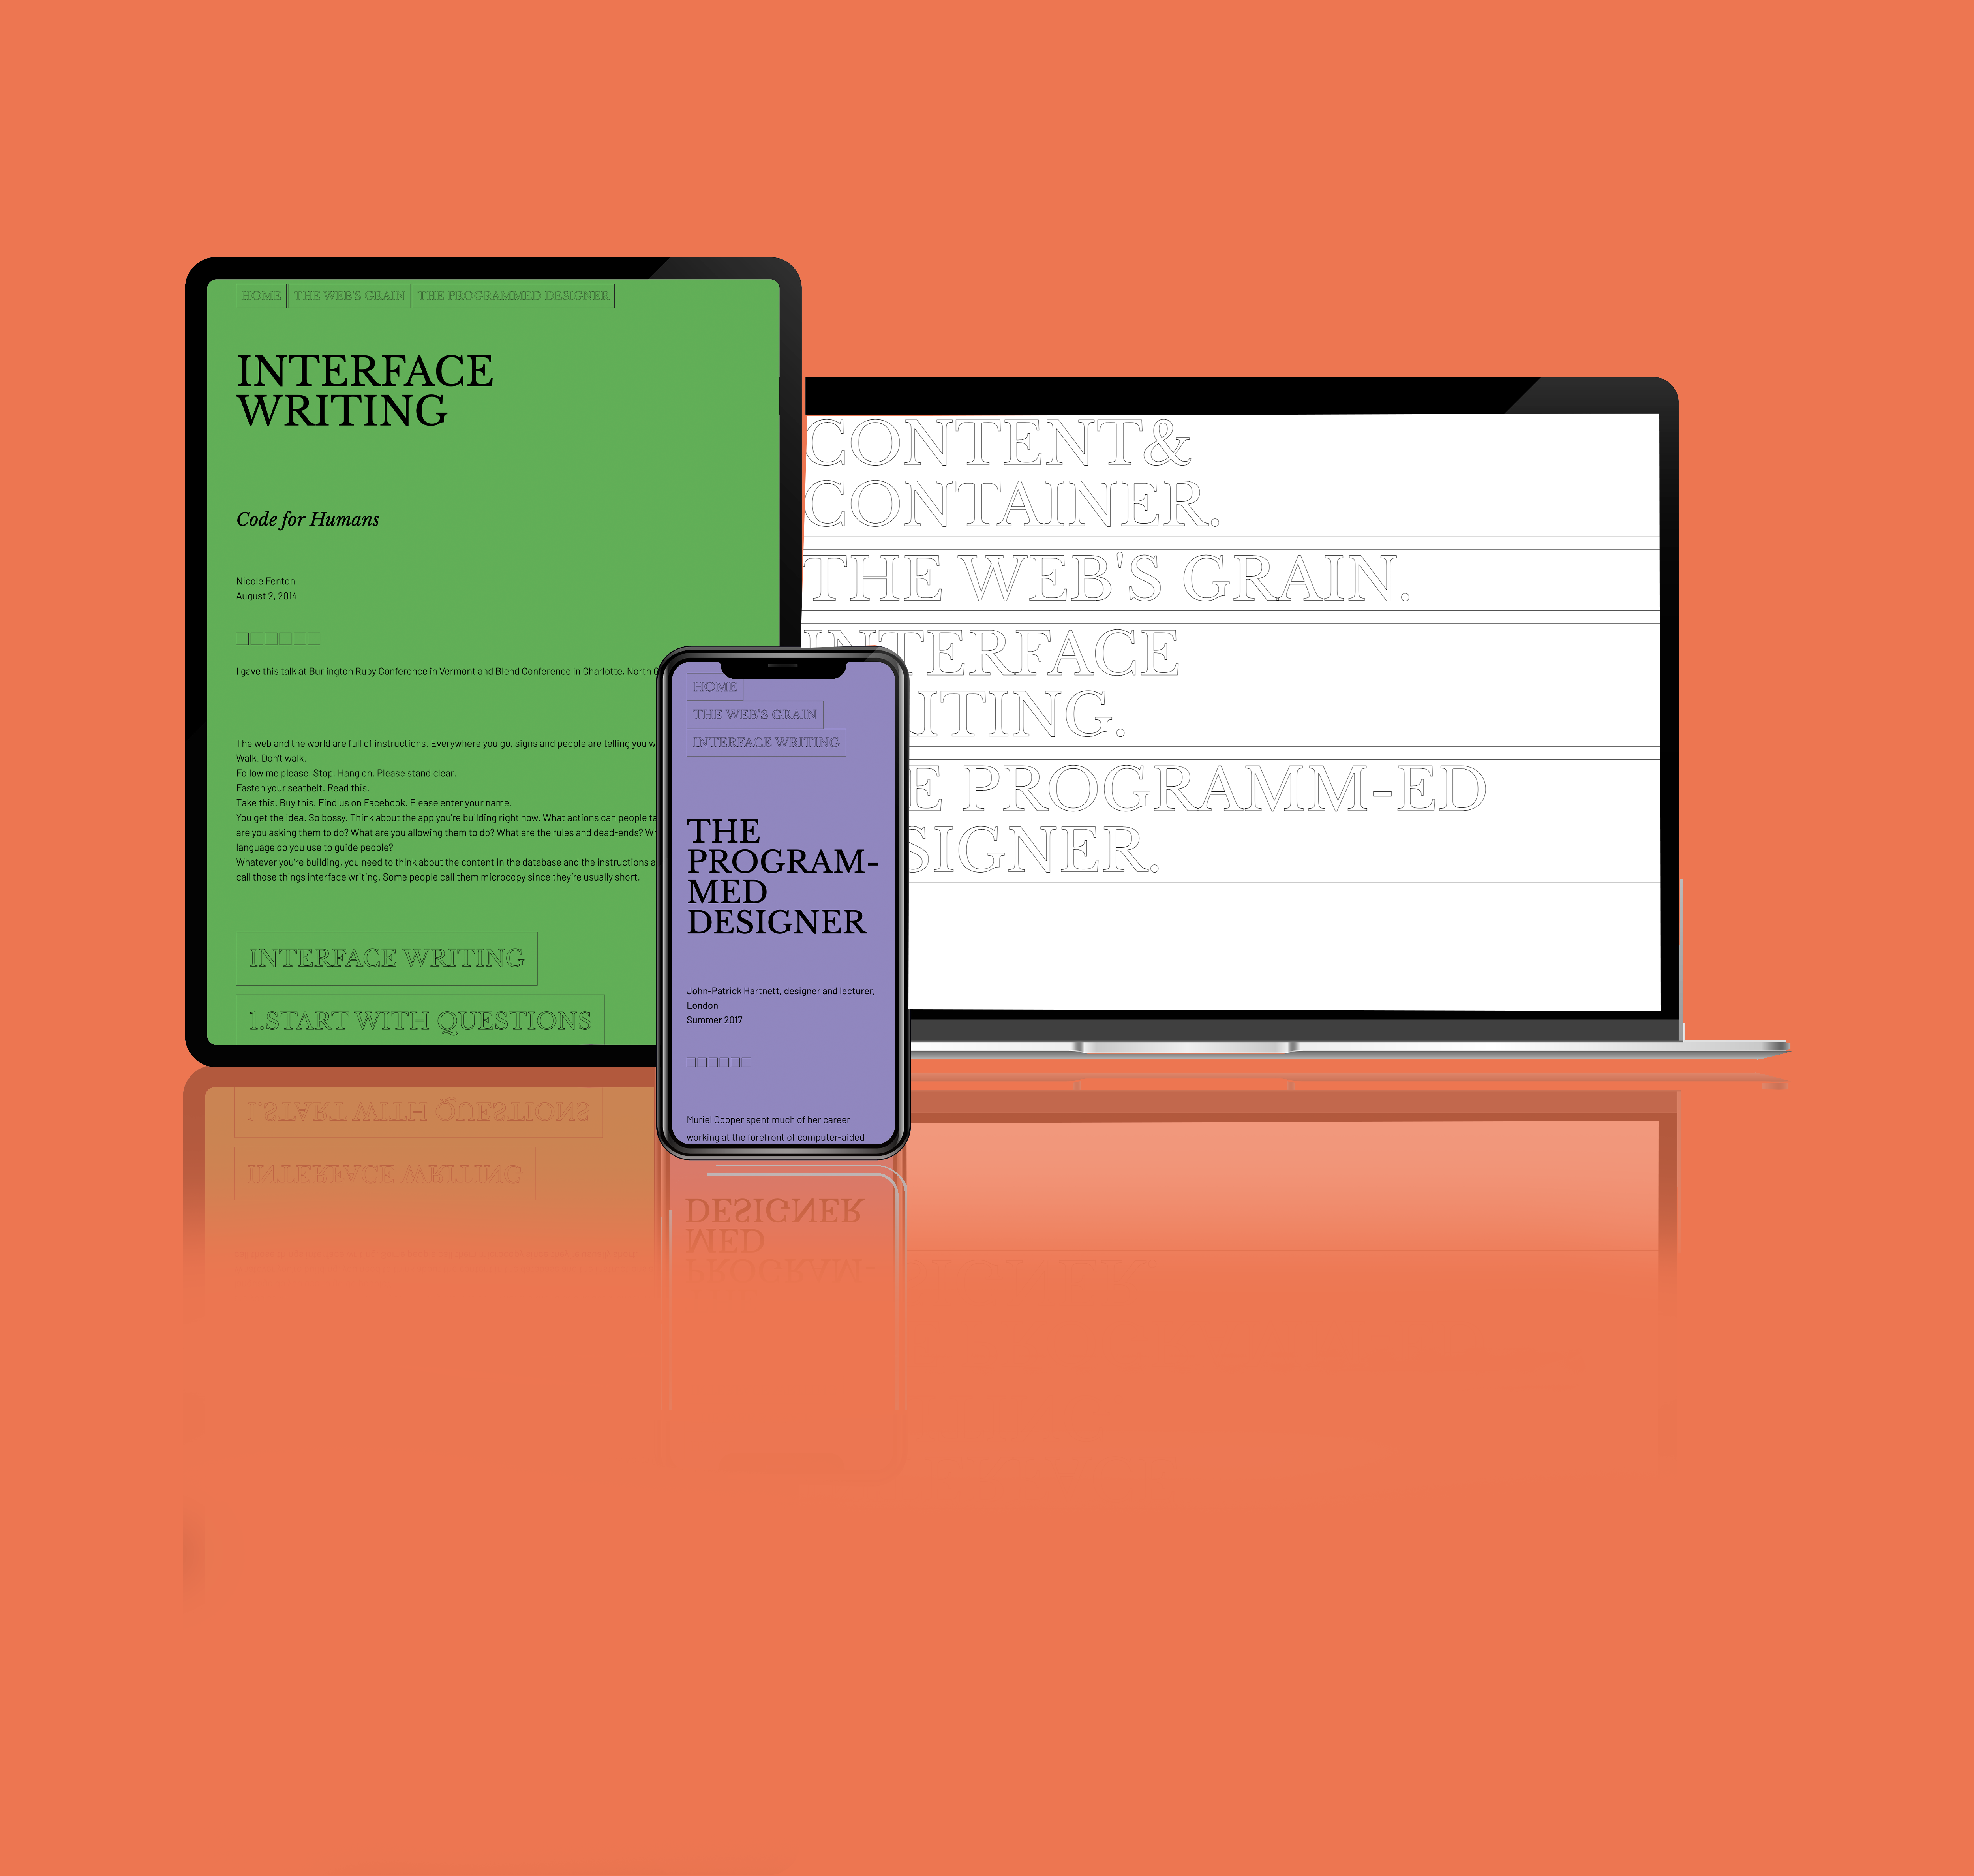 HOME THE WEB'S GRAIN THE PROGRAMMED DESIGNER
INTERFACE
WRITING
Code for Humans
Nicole Fenton
August 2, 2014
I gave this talk at Burlington Ruby Conference in Vermont and Blend Conference in Charlotte, North
The web and the world are full of instructions. Everywhere you go, signs and people are telling you
Walk. Don't walk.
Follow me please. Stop. Hang on. Please stand clear.
Fasten your seatbelt. Read this.
Take this. Buy this. Find us on Facebook. Please enter your name.
You get the idea. So bossy. Think about the app you're building right now. What actions can people
are you asking them to do? What are you allowing them to do? What are the rules and dead-ends?
language do you use to guide people?
Whatever you're building, you need to think about the content in the database and the instructions
call those things interface writing. Some people call them microcopy since they're usually short.
INTERFACE WRITING
1.START WITH QUESTIONS
HOME
THE WEB'S GRAIN
INTERFACE WRITING
THE
PROGRAM-
MED
DESIGNER
John-Patrick Hartnett, designer and lecturer,
London
Summer 2017
Muriel Cooper spent much of her career
working at the forefront of computer-aided
CONTENT&
CONTAINER.
THE WEB'S GRAIN.
INTERFACE
ITING.
E PROGRAMM-ED
SIGNER.